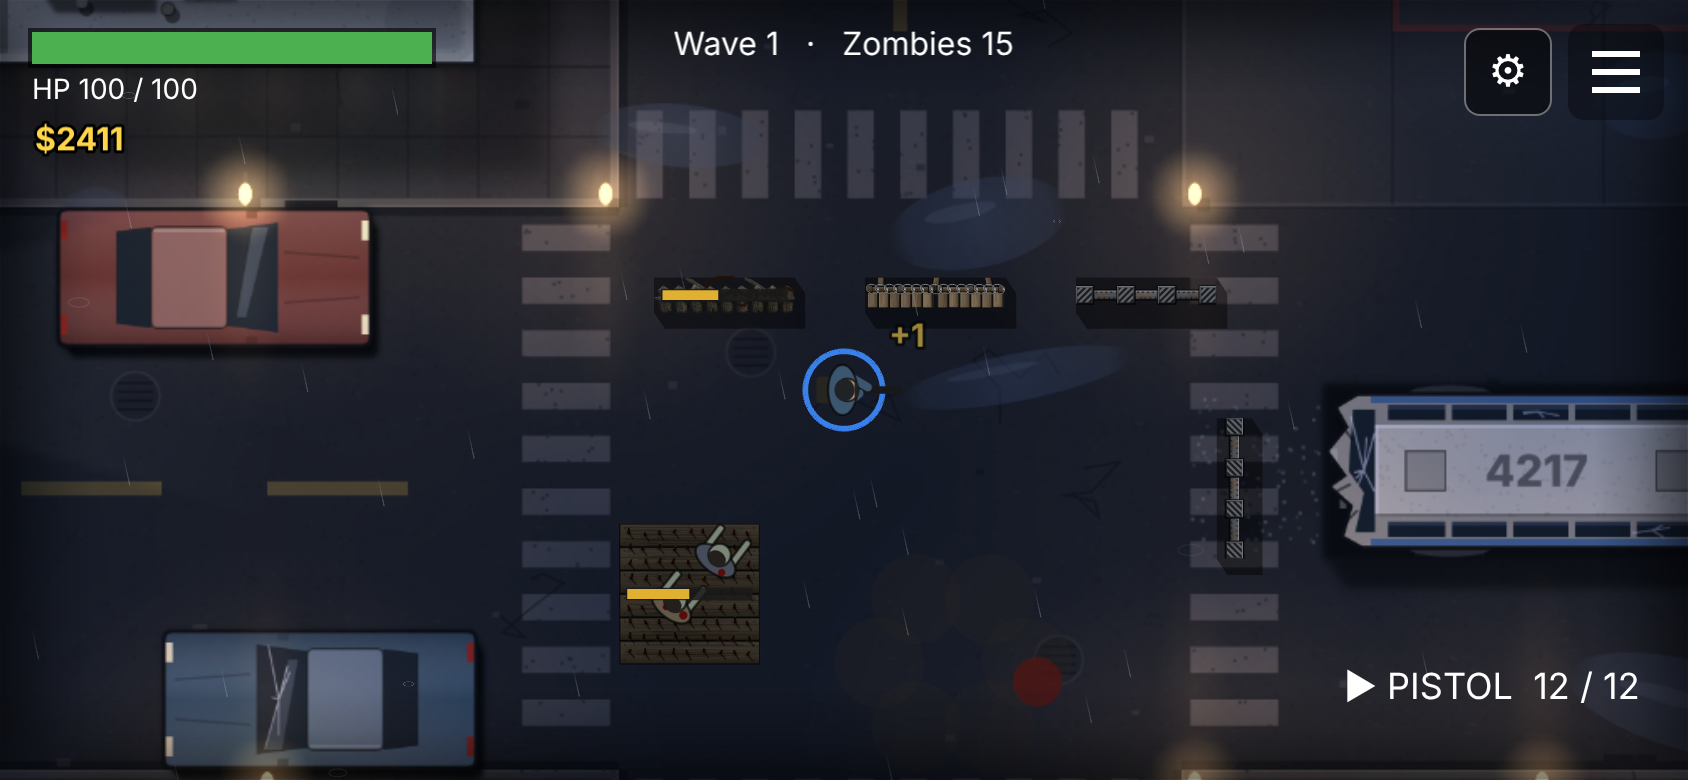 Wave 1 · Zombies 15
HP 100 / 100
$2411
+1
4217
▶ PISTOL 12 / 12